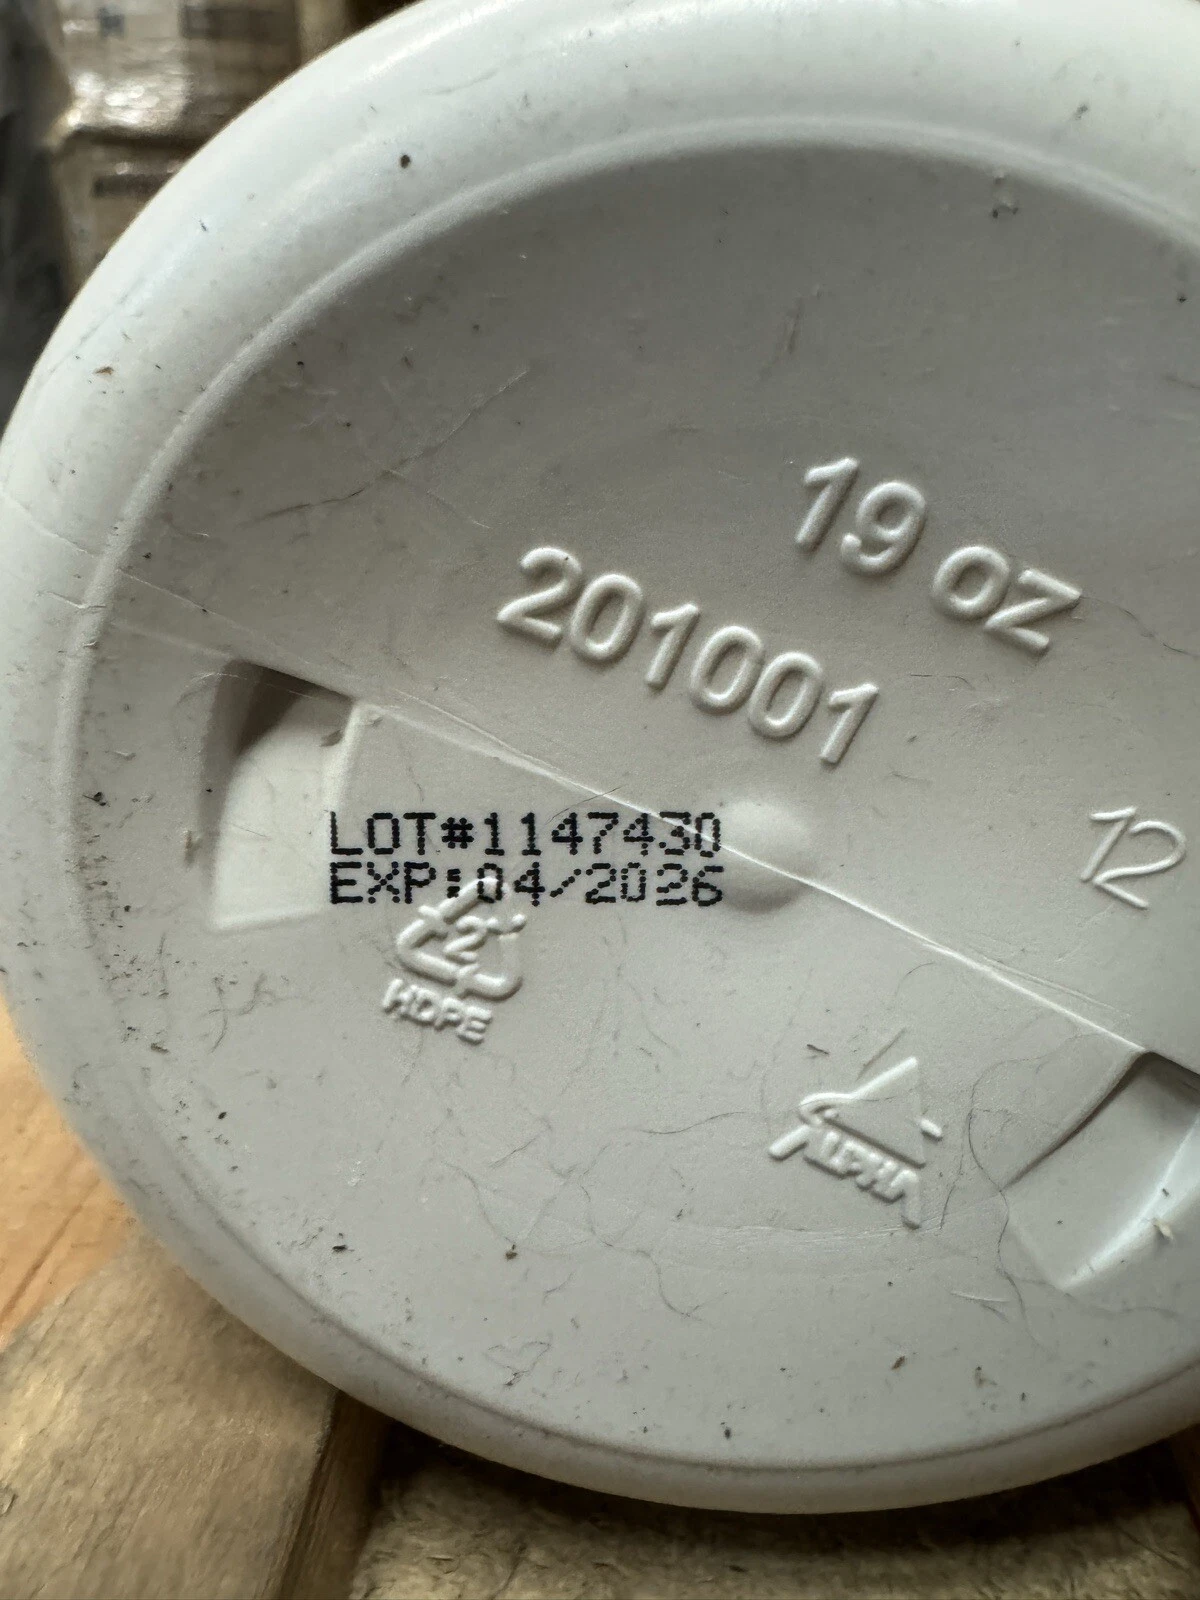 19 OZ
201001
LOT#1147430
EXP:04/2026
12
2
HDPE
ALPHA